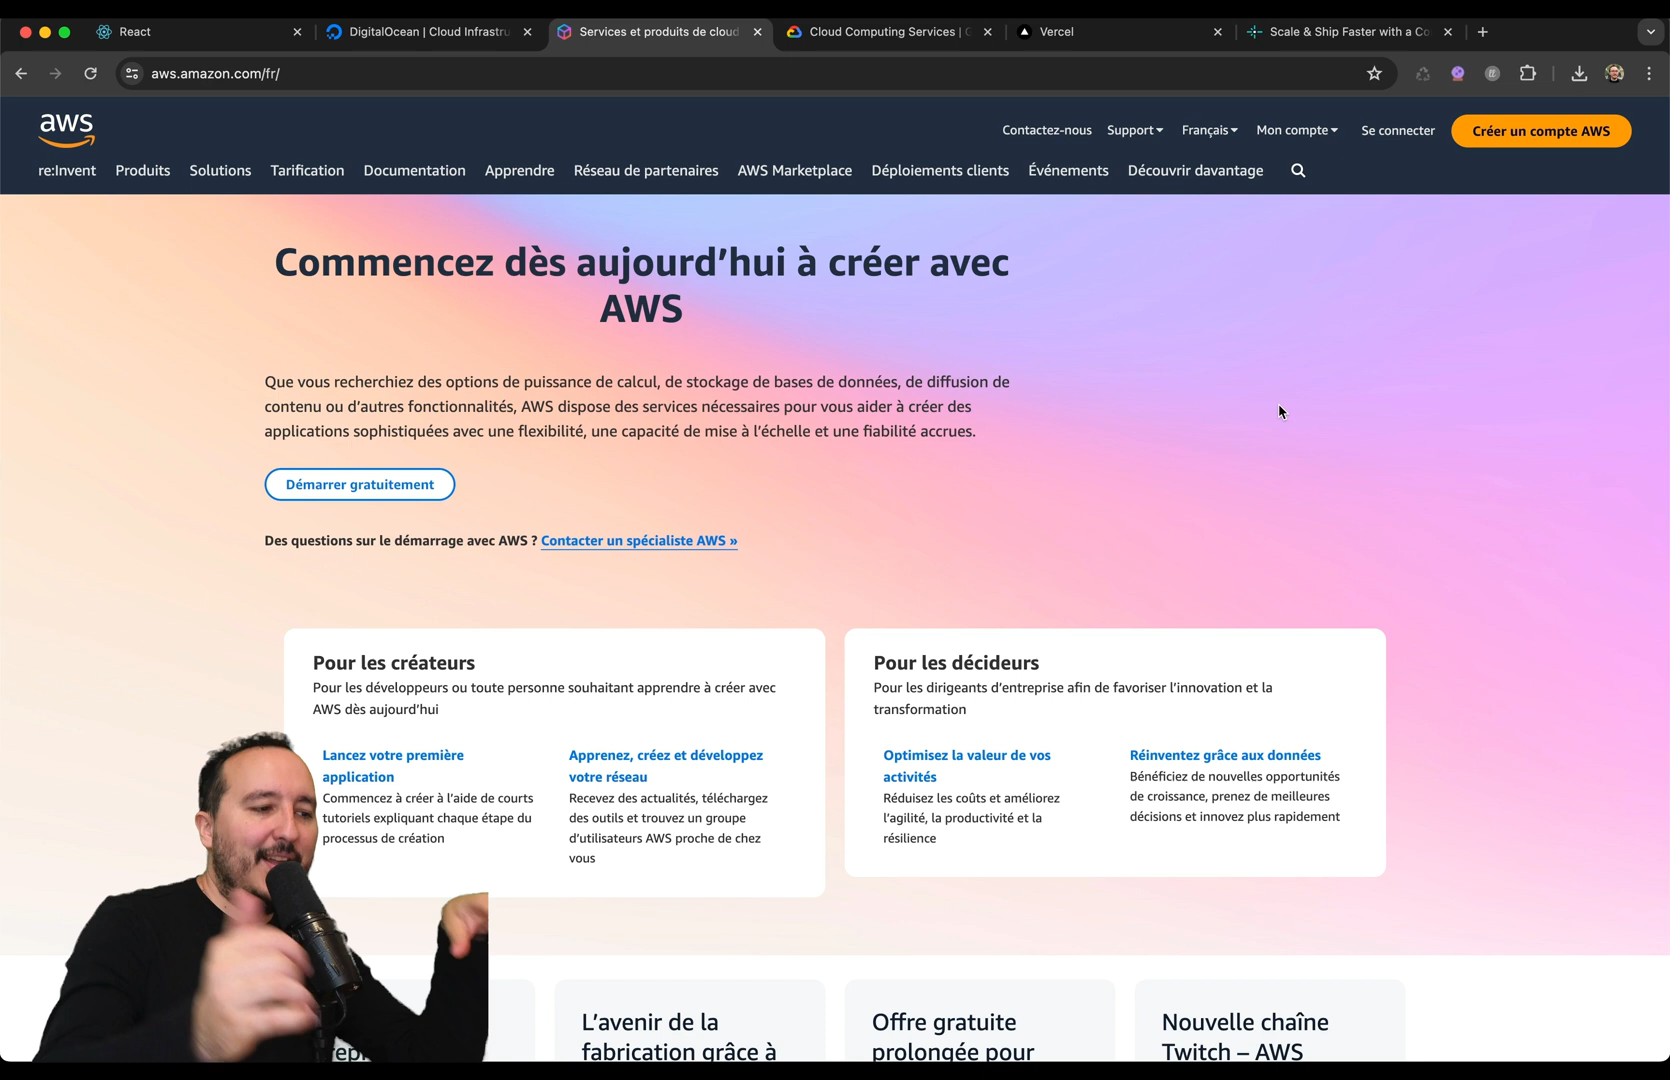 React
DigitalOcean | Cloud Infrastru
Services et produits de cloud
Cloud Computing Services |
Vercel
Scale & Ship Faster with a Co
aws.amazon.com/fr/
aws
Contactez-nous
Support
Français
Mon compte
Se connecter
Créer un compte AWS
re:Invent
Produits
Solutions
Tarification
Documentation
Apprendre
Réseau de partenaires
AWS Marketplace
Déploiements clients
Événements
Découvrir davantage
Commencez dès aujourd’hui à créer avec
AWS
Que vous recherchiez des options de puissance de calcul, de stockage de bases de données, de diffusion de
contenu ou d’autres fonctionnalités, AWS dispose des services nécessaires pour vous aider à créer des
applications sophistiquées avec une flexibilité, une capacité de mise à l’échelle et une fiabilité accrues.
Démarrer gratuitement
Des questions sur le démarrage avec AWS ? Contacter un spécialiste AWS »
Pour les créateurs
Pour les développeurs ou toute personne souhaitant apprendre à créer avec
AWS dès aujourd’hui
Lancez votre première
application
Commencez à créer à l’aide de courts
tutoriels expliquant chaque étape du
processus de création
Apprenez, créez et développez
votre réseau
Recevez des actualités, téléchargez
des outils et trouvez un groupe
d’utilisateurs AWS proche de chez
vous
Pour les décideurs
Pour les dirigeants d’entreprise afin de favoriser l’innovation et la
transformation
Optimisez la valeur de vos
activités
Réduisez les coûts et améliorez
l’agilité, la productivité et la
résilience
Réinventez grâce aux données
Bénéficiez de nouvelles opportunités
de croissance, prenez de meilleures
décisions et innovez plus rapidement
L’avenir de la
fabrication grâce à
Offre gratuite
prolongée pour
Nouvelle chaîne
Twitch – AWS